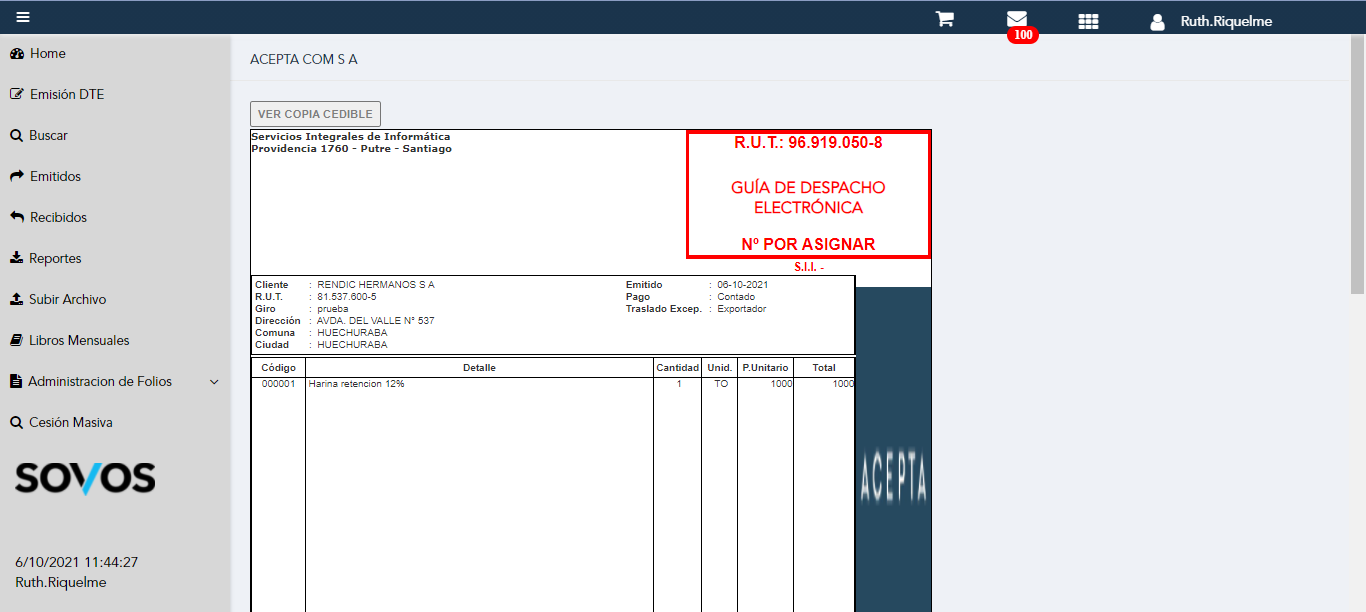 Ruth.Riquelme
100
Home
Emisión DTE
Buscar
Emitidos
Recibidos
Reportes
Subir Archivo
Libros Mensuales
Administracion de Folios
Cesión Masiva
SOVOS
6/10/2021 11:44:27
Ruth.Riquelme
ACEPTA COM S A
VER COPIA CEDIBLE
Servicios Integrales de Informática
Providencia 1760 - Putre - Santiago
R.U.T.: 96.919.050-8
GUÍA DE DESPACHO
ELECTRÓNICA
Nº POR ASIGNAR
S.I.I. -
Cliente : RENDIC HERMANOS S A
R.U.T. : 81.537.600-5
Giro : prueba
Dirección : AVDA. DEL VALLE N° 537
Comuna : HUECHURABA
Ciudad : HUECHURABA
Emitido : 06-10-2021
Pago : Contado
Traslado Excep. : Exportador
Código Detalle Cantidad Unid. P.Unitario Total
000001 Harina retencion 12% 1 TO 1000 1000
ACEPTA